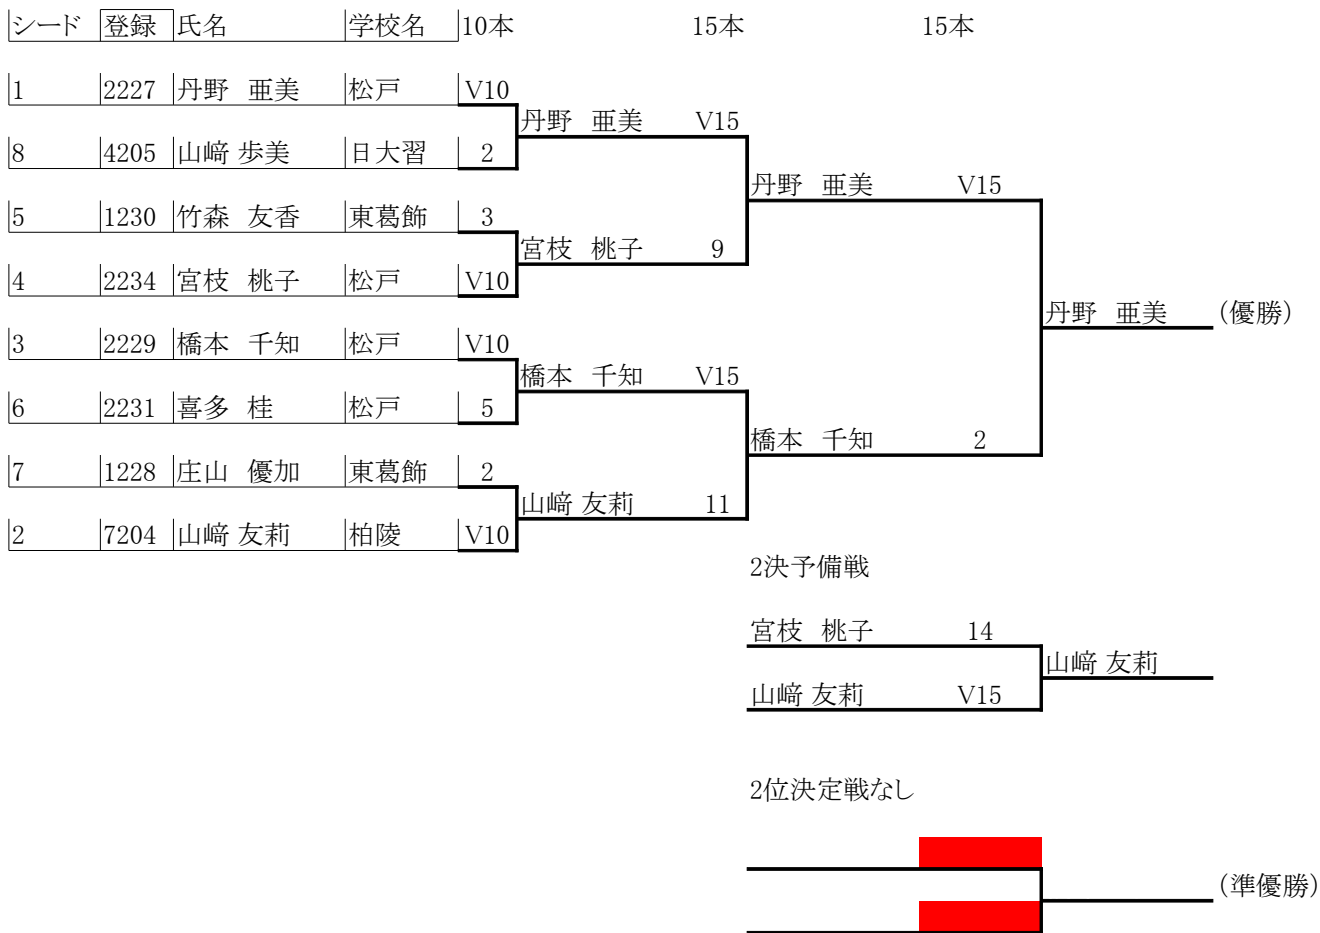 シード 登録 氏名 学校名 10本 15本 15本
1 2227 丹野 亜美 松戸 V10
丹野 亜美 V15
8 4205 山﨑 歩美 日大習 2
丹野 亜美 V15
5 1230 竹森 友香 東葛飾 3
宮枝 桃子 9
4 2234 宮枝 桃子 松戸 V10
丹野 亜美 (優勝)
3 2229 橋本 千知 松戸 V10
橋本 千知 V15
6 2231 喜多 桂 松戸 5
橋本 千知 2
7 1228 庄山 優加 東葛飾 2
山﨑 友莉 11
2 7204 山﨑 友莉 柏陵 V10
2決予備戦
宮枝 桃子 14
山﨑 友莉
山﨑 友莉 V15
2位決定戦なし
(準優勝)